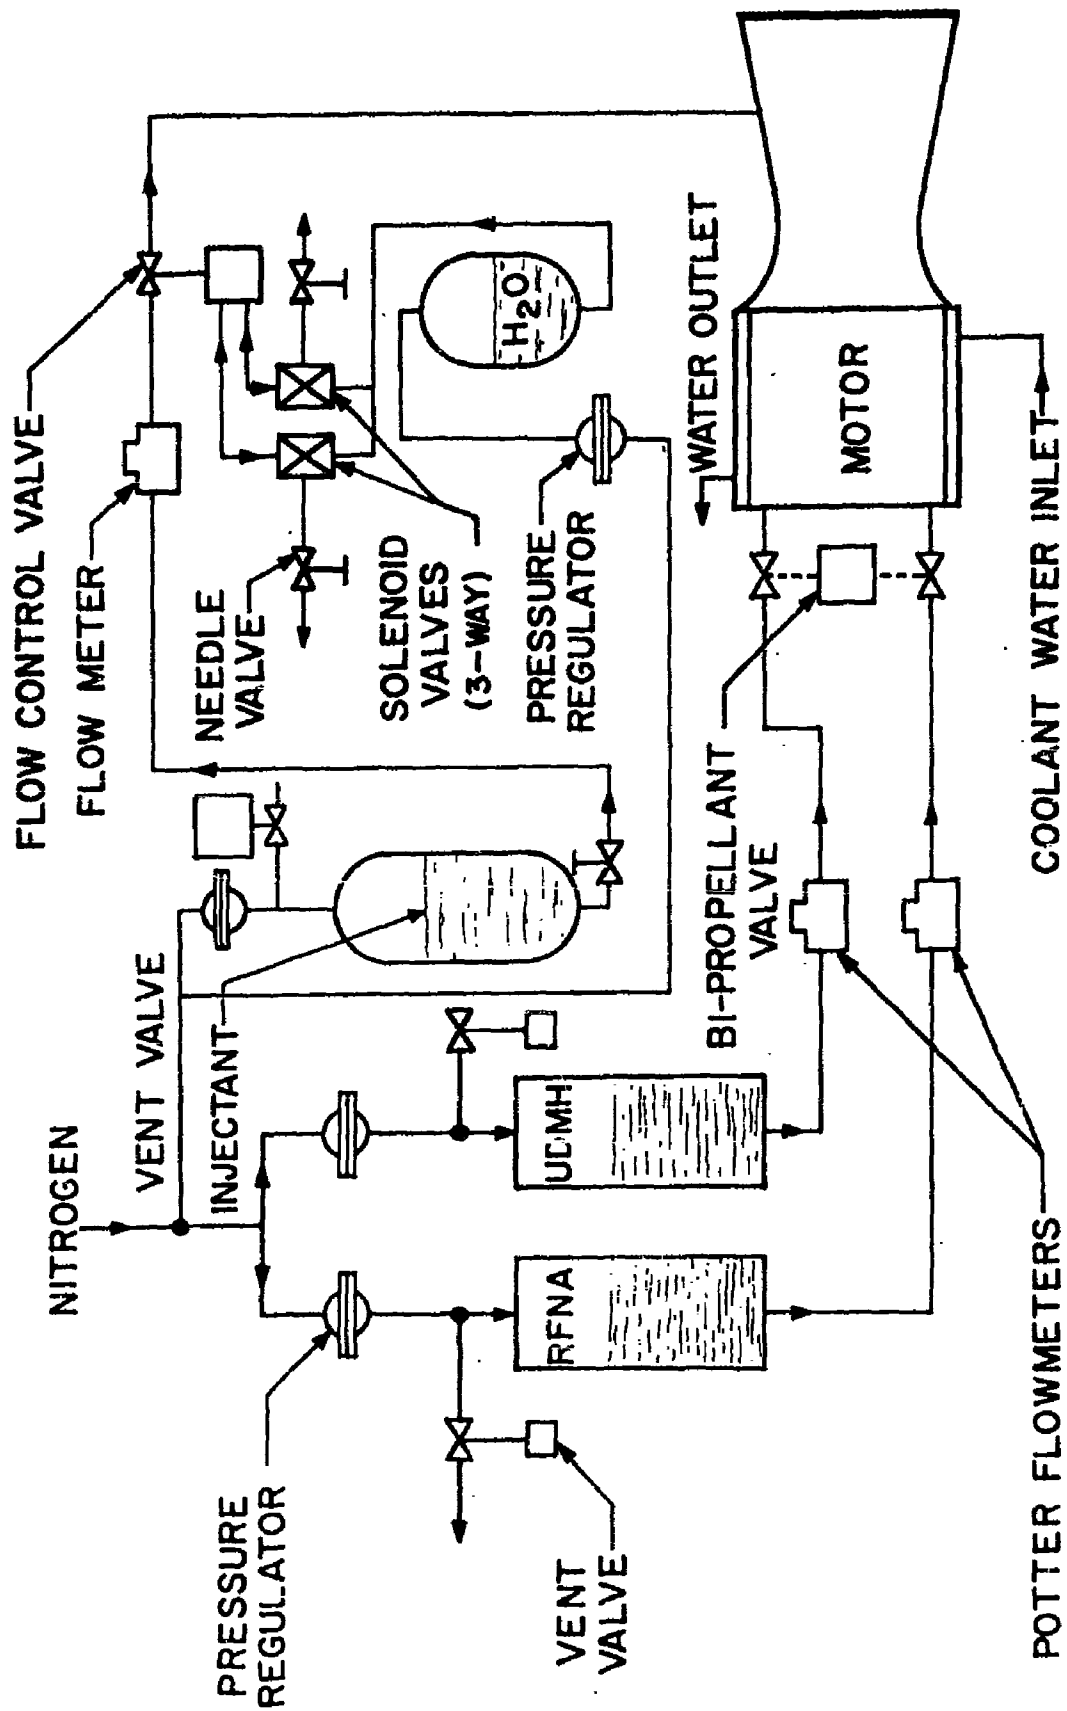 FLOW CONTROL VALVE
FLOW METER
NEEDLE
VALVE
SOLENOID
VALVES
(3-WAY)
PRESSURE
REGULATOR
H2O
WATER OUTLET
MOTOR
COOLANT WATER INLET
NITROGEN
VENT VALVE
INJECTANT
BI-PROPELLANT
VALVE
UDMH
RFNA
PRESSURE
REGULATOR
VENT
VALVE
POTTER FLOWMETERS